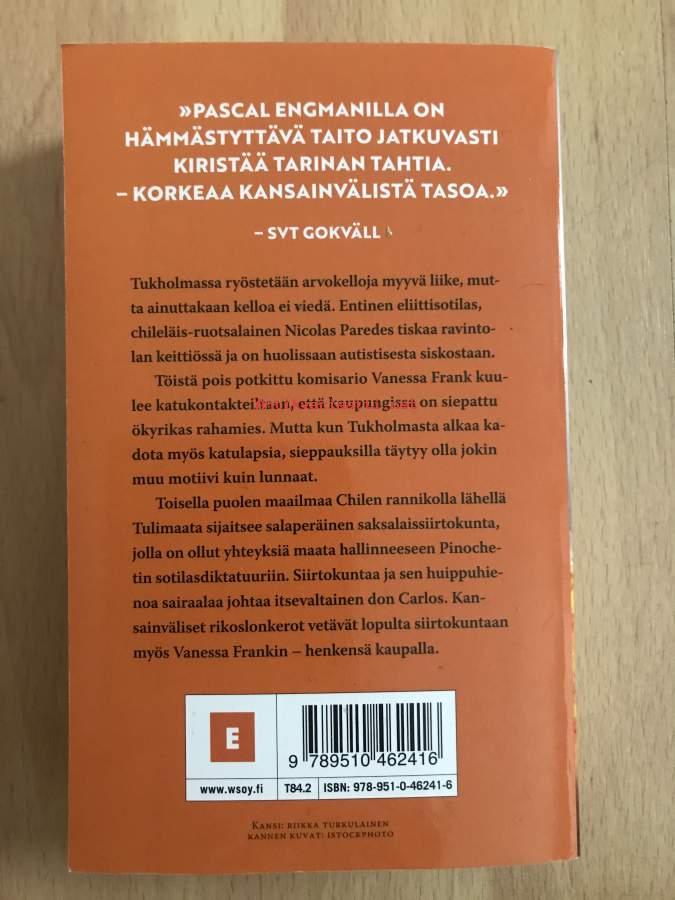 »PASCAL ENGMANILLA ON
HÄMMÄSTYTTÄVÄ TAITO JATKUVASTI
KIRISTÄÄ TARINAN TAHTIA.
– KORKEAA KANSAINVÄLISTÄ TASOA.»
– SVT GOKVÄLL
Tukholmassa ryöstetään arvokelloja myyvä liike, mut-
ta ainuttakaan kelloa ei viedä. Entinen eliittisotilas,
chileläis-ruotsalainen Nicolas Paredes tiskaa ravinto-
lan keittiössä ja on huolissaan autistisesta siskostaan.
Töistä pois potkittu komisario Vanessa Frank kuu-
lee katukontakteiltaan, että kaupungissa on siepattu
ökyrikas rahamies. Mutta kun Tukholmasta alkaa ka-
dota myös katulapsia, sieppauksilla täytyy olla jokin
muu motiivi kuin lunnaat.
Toisella puolen maailmaa Chilen rannikolla lähellä
Tulimaata sijaitsee salaperäinen saksalaissiirtokunta,
jolla on ollut yhteyksiä maata hallinneeseen Pinoche-
tin sotilasdiktatuuriin. Siirtokuntaa ja sen huippuhie-
noa sairaalaa johtaa itsevaltainen don Carlos. Kan-
sainväliset rikoslonkerot vetävät lopulta siirtokuntaan
myös Vanessa Frankin – henkensä kaupalla.
E
9 789510 462416
www.wsoy.fi T84.2 ISBN: 978-951-0-46241-6
KANSI: RIIKKA TURKULAINEN
KANNEN KUVAT: ISTOCKPHOTO